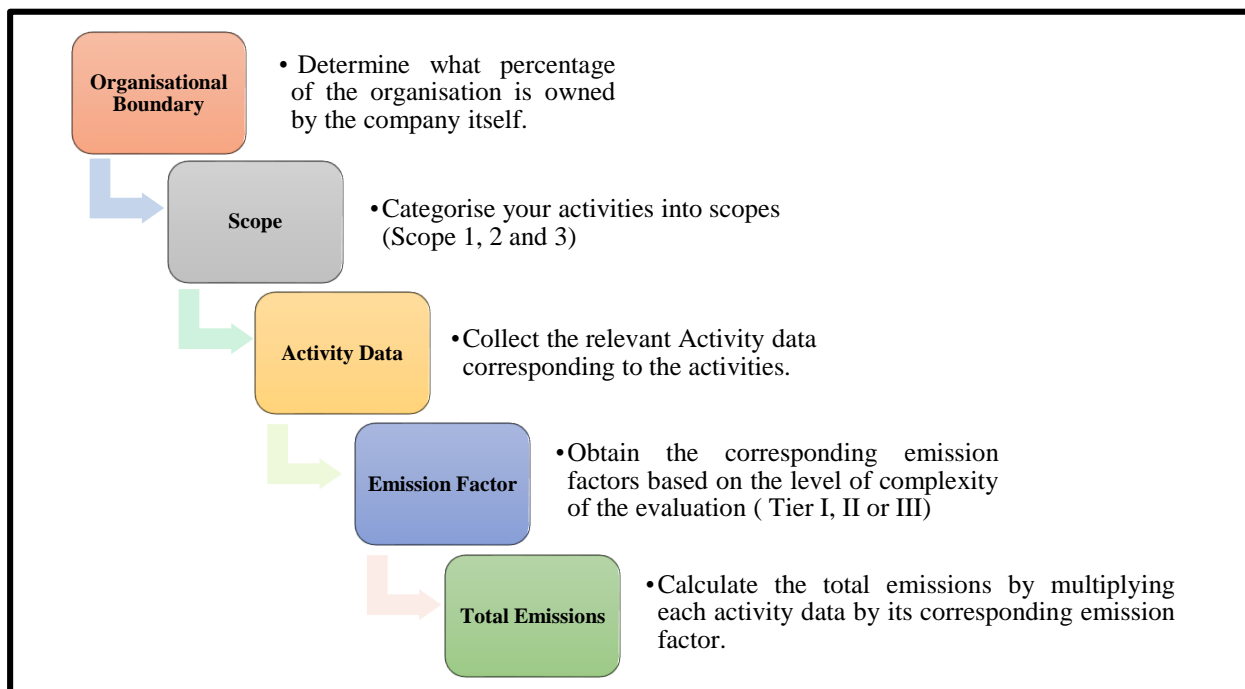 Organisational
Boundary
• Determine what percentage
of the organisation is owned
by the company itself.
Scope
•Categorise your activities into scopes
(Scope 1, 2 and 3)
Activity Data
•Collect the relevant Activity data
corresponding to the activities.
Emission Factor
•Obtain the corresponding emission
factors based on the level of complexity
of the evaluation ( Tier I, II or III)
Total Emissions
•Calculate the total emissions by multiplying
each activity data by its corresponding emission
factor.